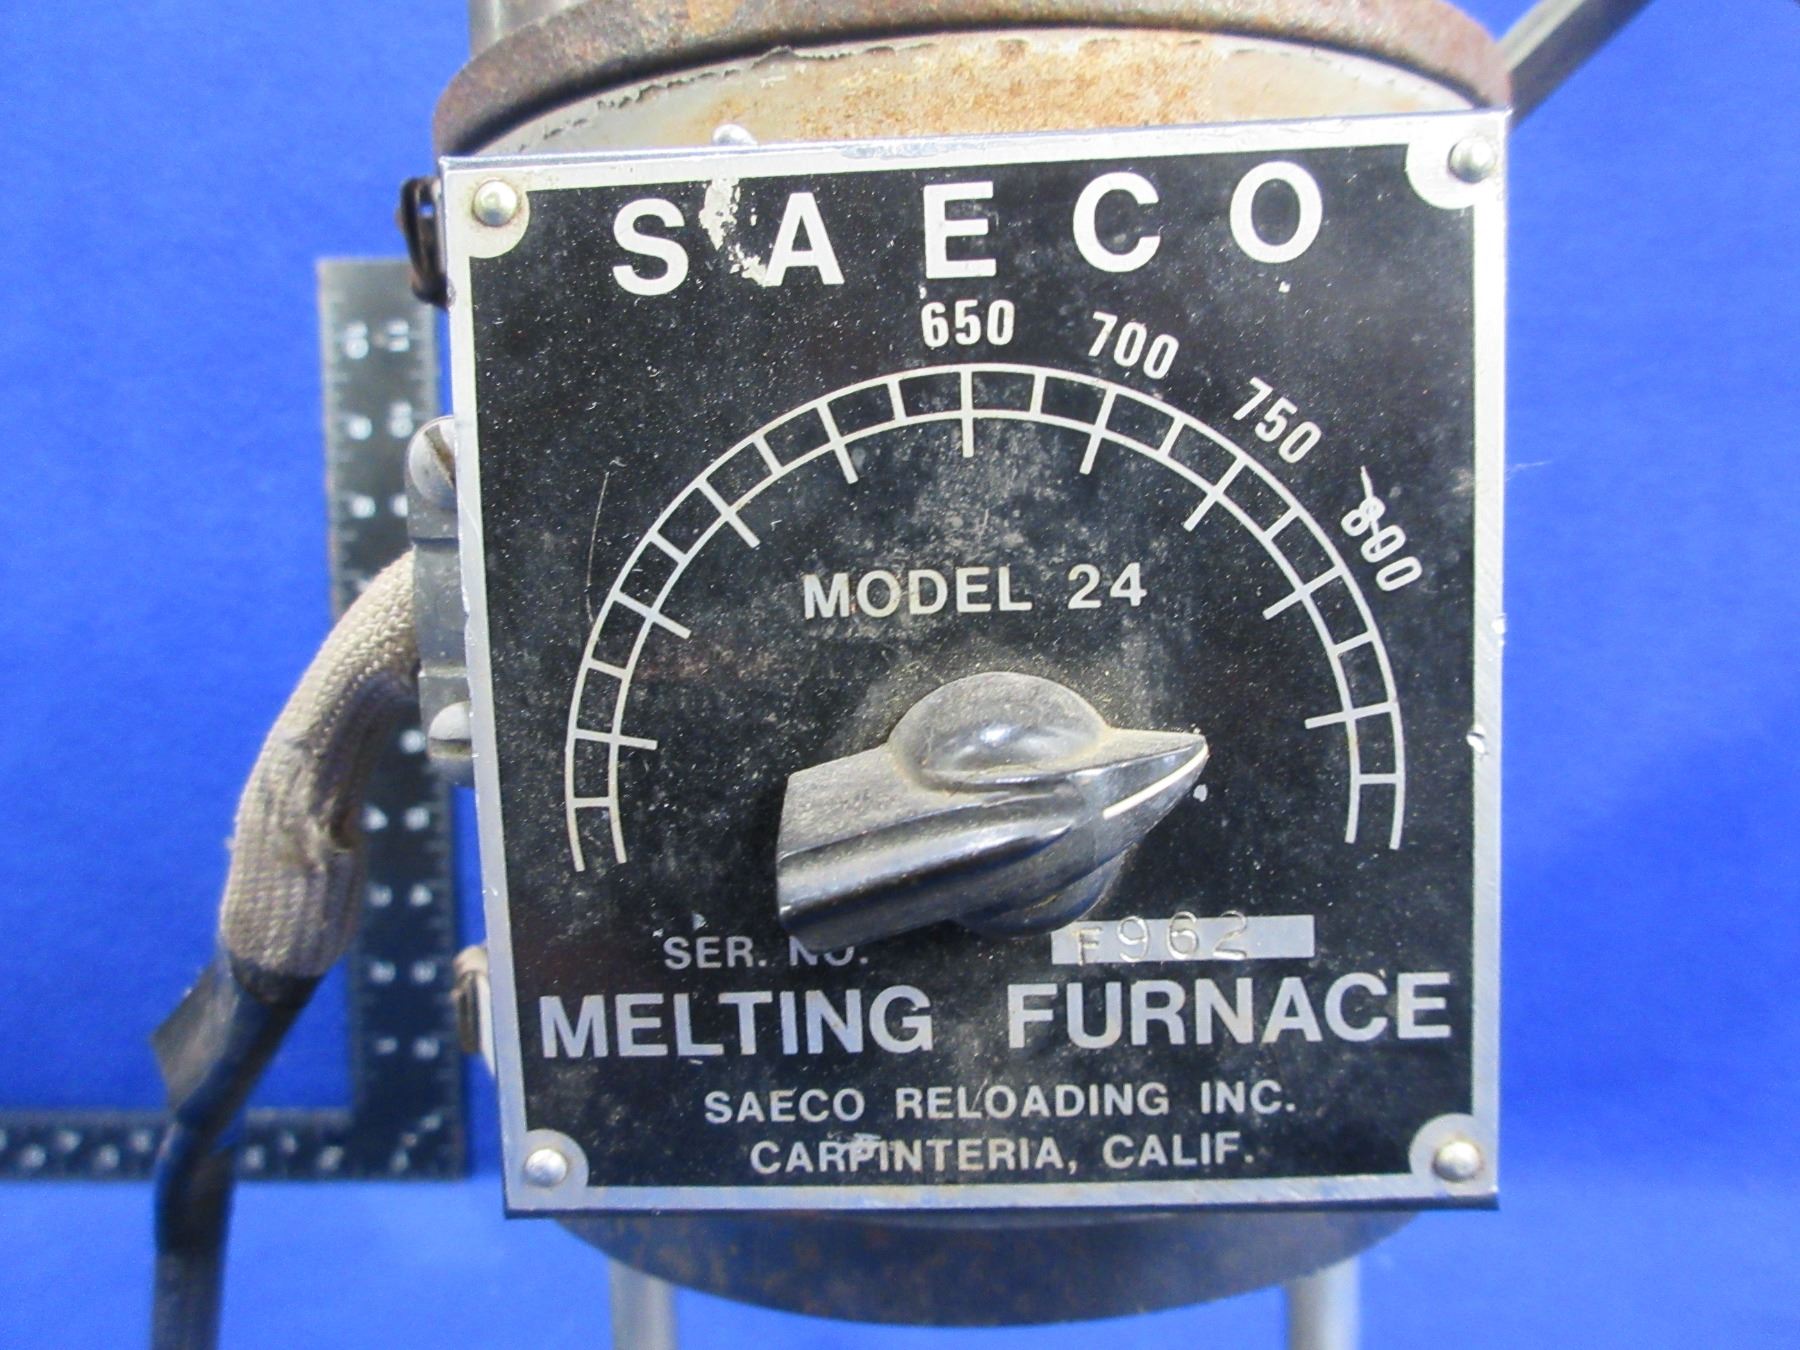 SAECO
650 700 750 800
MODEL 24
SER. NO. F962
MELTING FURNACE
SAECO RELOADING INC.
CARPINTERIA, CALIF.